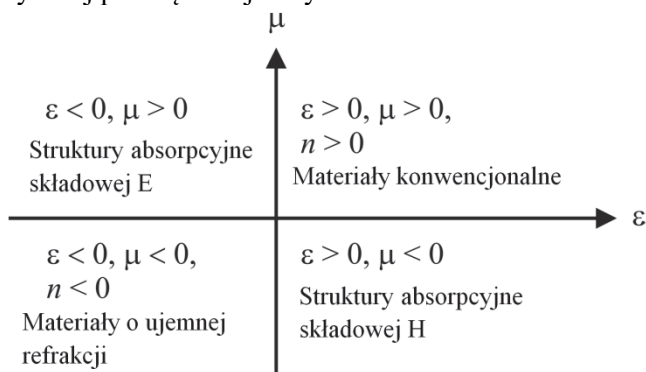 μ
ε < 0, μ > 0
Struktury absorpcyjne
składowej E
ε > 0, μ > 0,
n > 0
Materiały konwencjonalne
ε
ε < 0, μ < 0,
n < 0
Materiały o ujemnej
refrakcji
ε > 0, μ < 0
Struktury absorpcyjne
składowej H